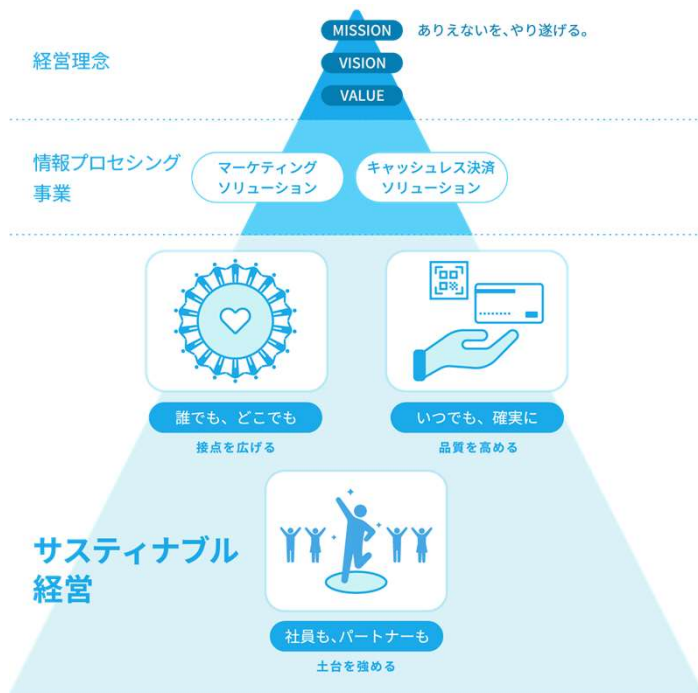 MISSION
ありえないを、やり遂げる。
経営理念
VISION
VALUE
情報プロセシング
事業
マーケティング
ソリューション
キャッシュレス決済
ソリューション
誰でも、どこでも
接点を広げる
いつでも、確実に
品質を高める
サスティナブル
経営
社員も、パートナーも
土台を強める